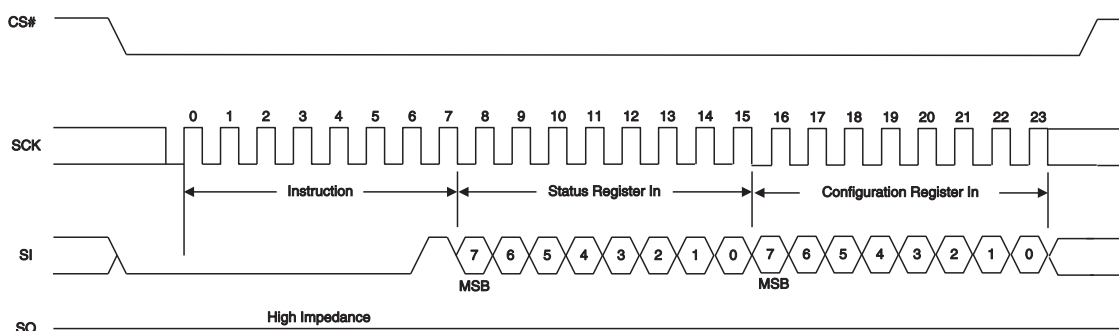 CS#
0 1 2 3 4 5 6 7 8 9 10 11 12 13 14 15 16 17 18 19 20 21 22 23
SCK
Instruction Status Register In Configuration Register In
SI 7 6 5 4 3 2 1 0 7 6 5 4 3 2 1 0
MSB MSB
High Impedance
SO